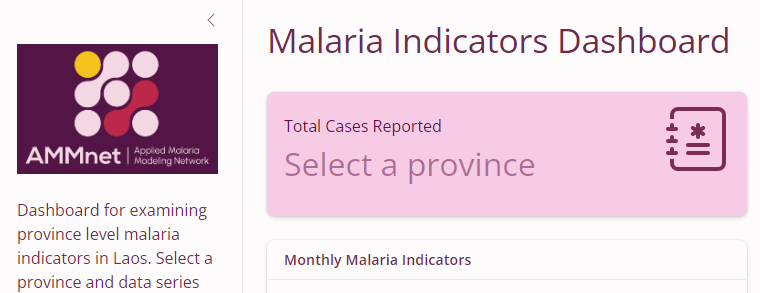 AMMnet
Applied Malaria
Modeling Network
Dashboard for examining
province level malaria
indicators in Laos. Select a
province and data series
Malaria Indicators Dashboard
Total Cases Reported
Select a province
Monthly Malaria Indicators